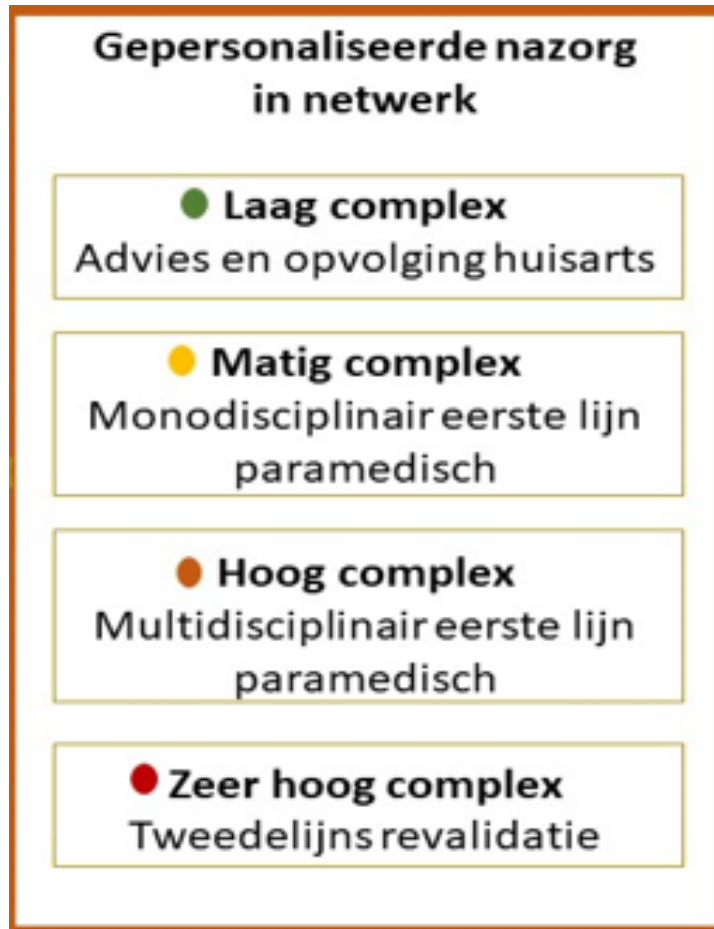 Gepersonaliseerde nazorg
in netwerk
Laag complex
Advies en opvolging huisarts
Matig complex
Monodisciplinair eerste lijn
paramedisch
Hoog complex
Multidisciplinair eerste lijn
paramedisch
Zeer hoog complex
Tweedelijns revalidatie